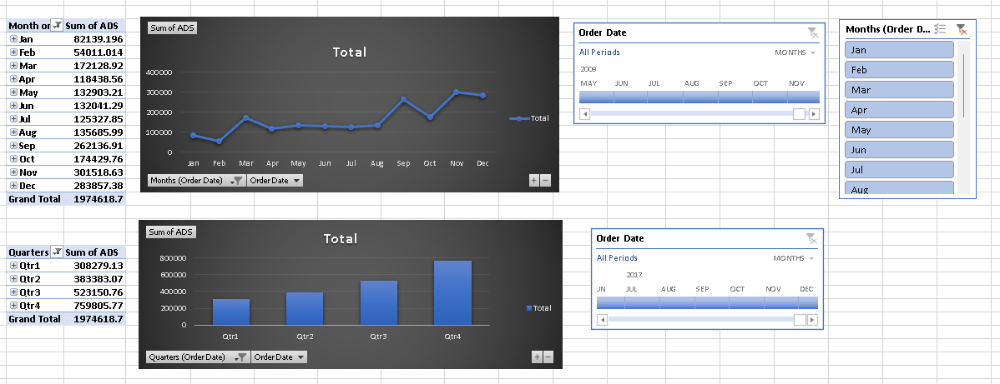 Month or Sum of ADS
Jan 82139.196
Feb 54011.014
Mar 172128.92
Apr 118438.56
May 132903.21
Jun 132041.29
Jul 125327.85
Aug 135685.99
Sep 262136.91
Oct 174429.76
Nov 301518.63
Dec 283857.38
Grand Total 1974618.7
Sum of ADS
Total
400000
300000
200000
100000
0
Jan Feb Mar Apr May Jun Jul Aug Sep Oct Nov Dec
Total
Months (Order Date) Order Date
Order Date
All Periods MONTHS
2009
MAY JUN JUL AUG SEP OCT NOV
Months (Order D...
Jan
Feb
Mar
Apr
May
Jun
Jul
Aug
Quarters Sum of ADS
Qtr1 308279.13
Qtr2 383383.07
Qtr3 523150.76
Qtr4 759805.77
Grand Total 1974618.7
Sum of ADS
Total
800000
600000
400000
200000
0
Qtr1 Qtr2 Qtr3 Qtr4
Total
Quarters (Order Date) Order Date
Order Date
All Periods MONTHS
2017
JN JUL AUG SEP OCT NOV DEC